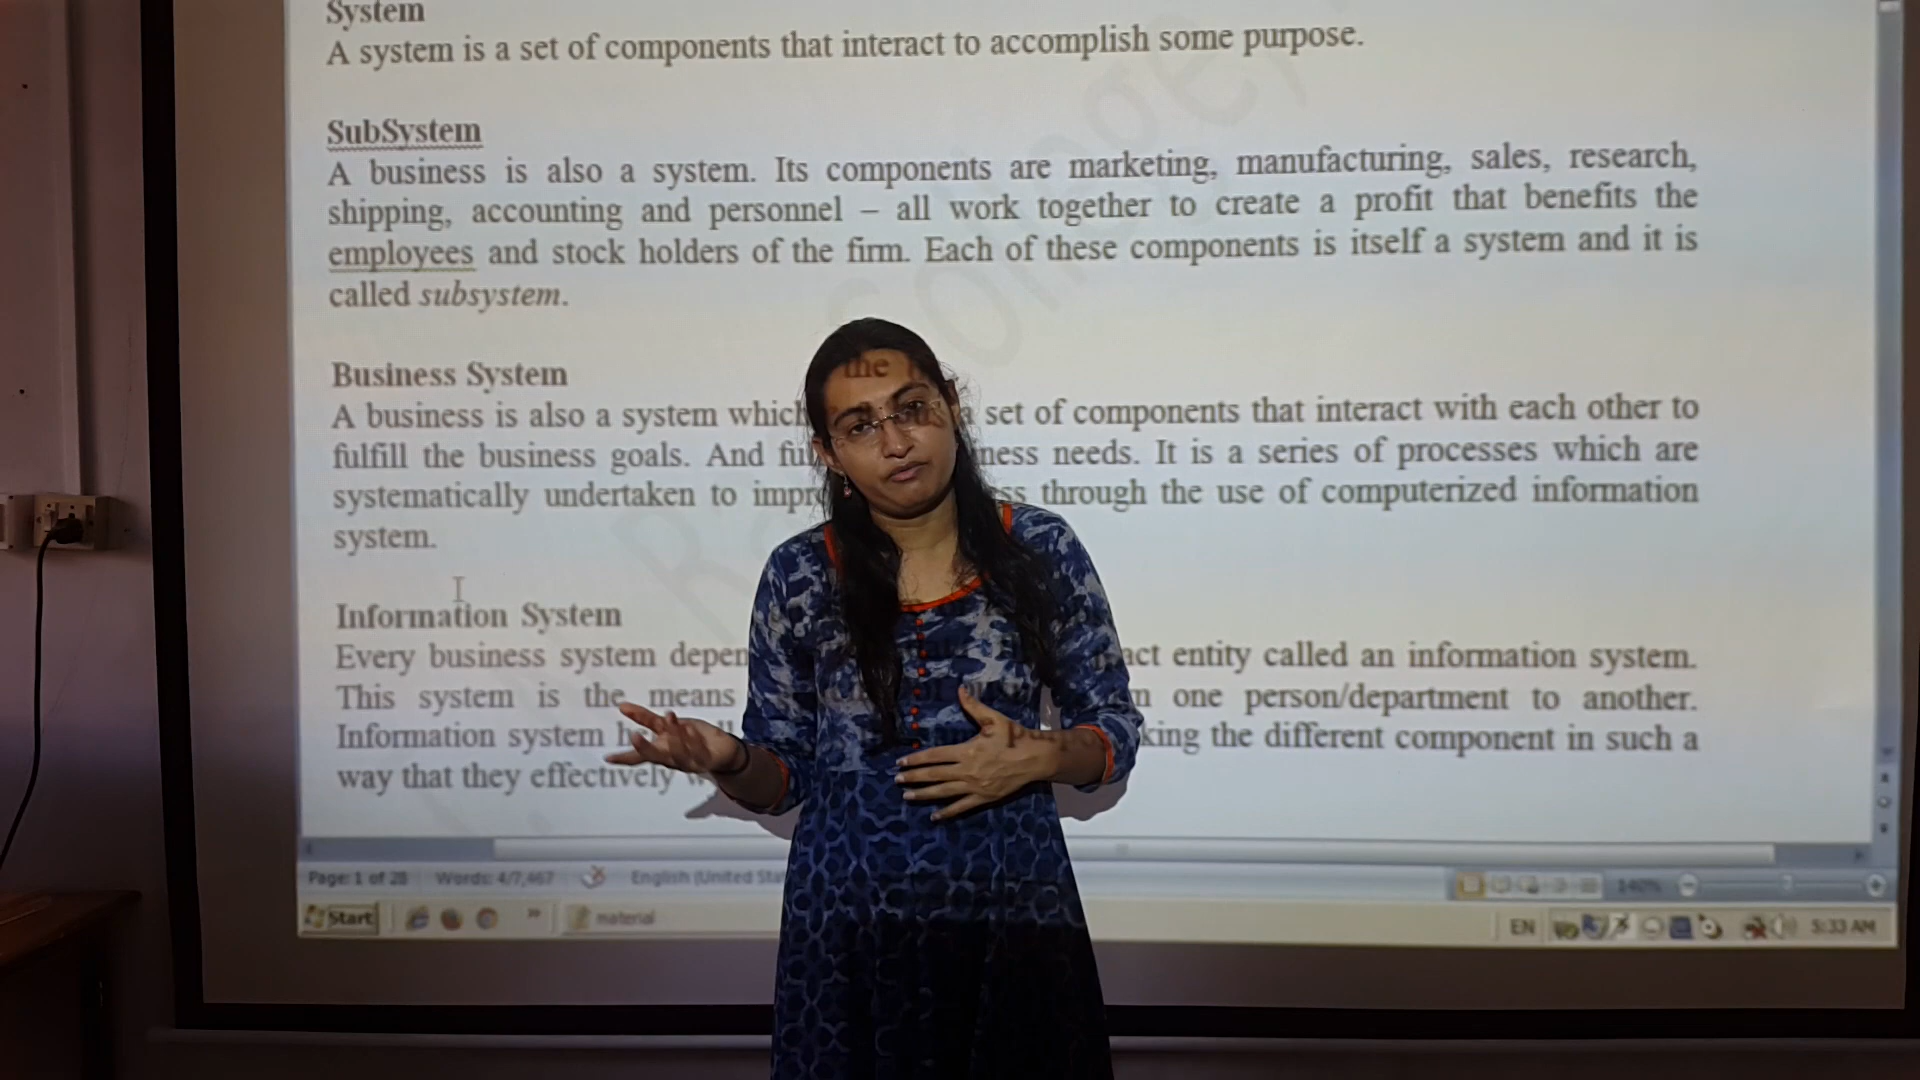 System
A system is a set of components that interact to accomplish some purpose.
SubSystem
A business is also a system. Its components are marketing, manufacturing, sales, research,
shipping, accounting and personnel – all work together to create a profit that benefits the
employees and stock holders of the firm. Each of these components is itself a system and it is
called subsystem.
Business System
A business is also a system which a set of components that interact with each other to
fulfill the business goals. And needs. It is a series of processes which are
systematically undertaken to through the use of computerized information
system.
Information System
Every business system entity called an information system.
This system is the means one person/department to another.
Information system the different component in such a
way that they effectively
Page: 1 of 28 Words: 4/7,467 English (United
140%
Start material EN 5:33 AM